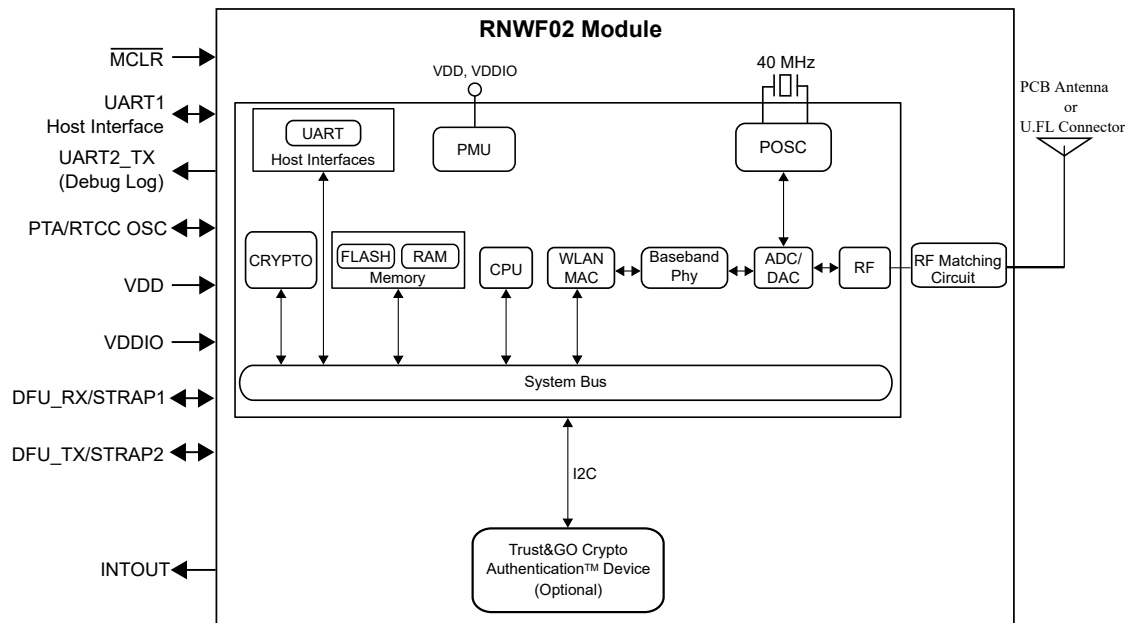 RNWF02 Module
MCLR
UART1
Host Interface
UART2_TX
(Debug Log)
PTA/RTCC OSC
VDD
VDDIO
DFU_RX/STRAP1
DFU_TX/STRAP2
INTOUT
VDD, VDDIO
40 MHz
UART
Host Interfaces
PMU
POSC
CRYPTO
FLASH
RAM
Memory
CPU
WLAN
MAC
Baseband
Phy
ADC/
DAC
RF
RF Matching
Circuit
PCB Antenna
or
U.FL Connector
System Bus
I2C
Trust&GO Crypto
Authentication™ Device
(Optional)